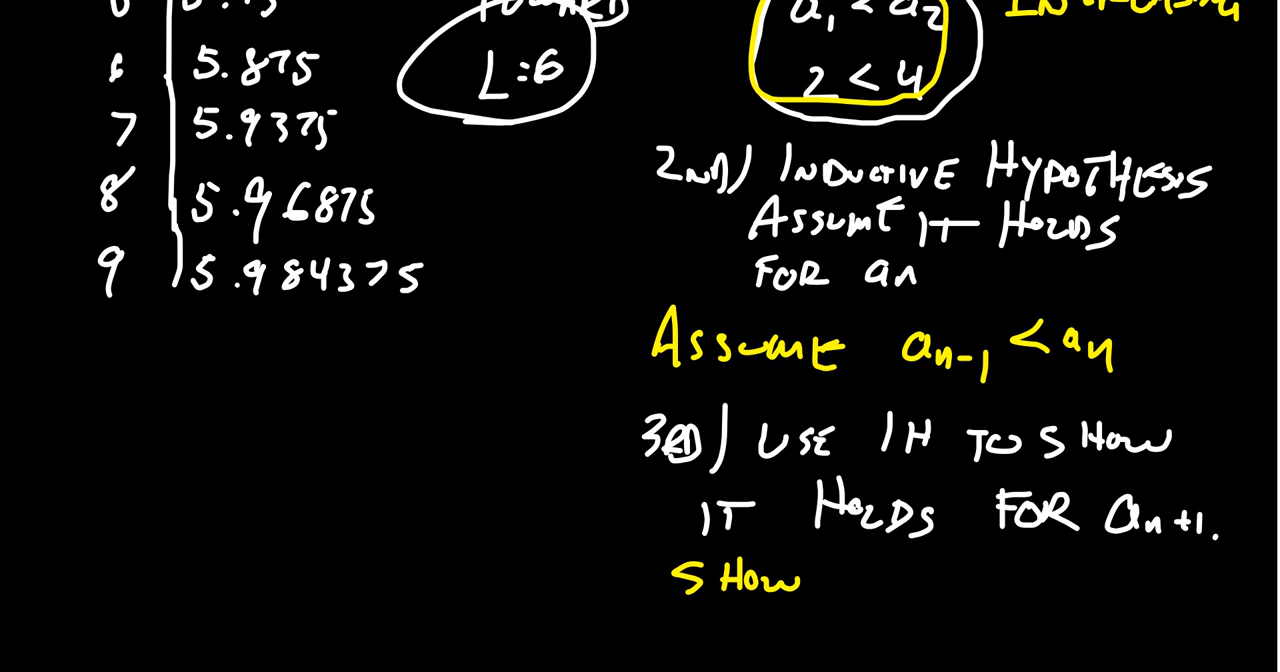 6 5.875
7 5.9375
8 5.96875
9 5.984375
L=6
a1 < a2
2 < 4
2ND) INDUCTIVE HYPOTHESIS
ASSUME IT HOLDS
FOR an
ASSUME an-1 < an
3RD) USE IH TO SHOW
IT HOLDS FOR an+1.
SHOW